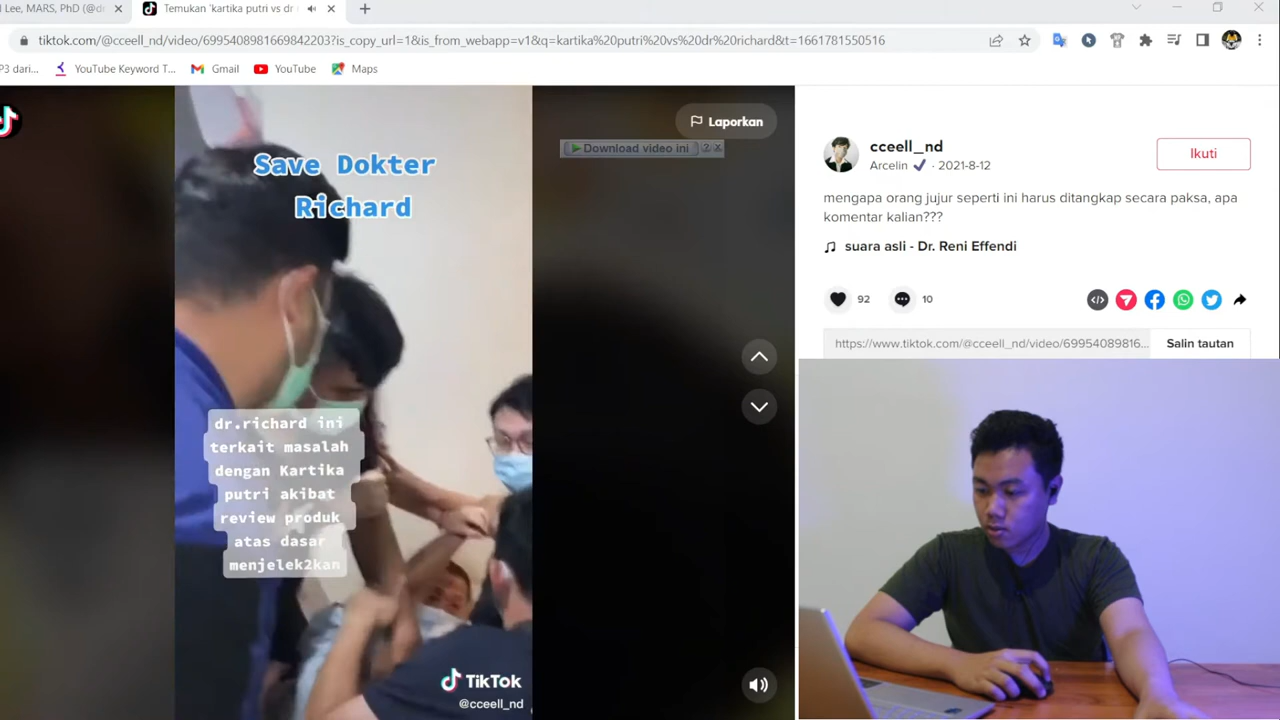 l Lee, MARS, PhD (@dr
Temukan 'kartika putri vs dr r
tiktok.com/@cceell_nd/video/6995408981669842203?is_copy_url=1&is_from_webapp=v1&q=kartika%20putri%20vs%20dr%20richard&t=1661781550516
P3 dari...
YouTube Keyword T...
Gmail
YouTube
Maps
Laporkan
Download video ini
Save Dokter
Richard
dr.richard ini
terkait masalah
dengan Kartika
putri akibat
review produk
atas dasar
menjelek2kan
TikTok
@cceell_nd
cceell_nd
Arcelin
· 2021-8-12
Ikuti
mengapa orang jujur seperti ini harus ditangkap secara paksa, apa
komentar kalian???
suara asli - Dr. Reni Effendi
92
10
https://www.tiktok.com/@cceell_nd/video/69954089816...
Salin tautan